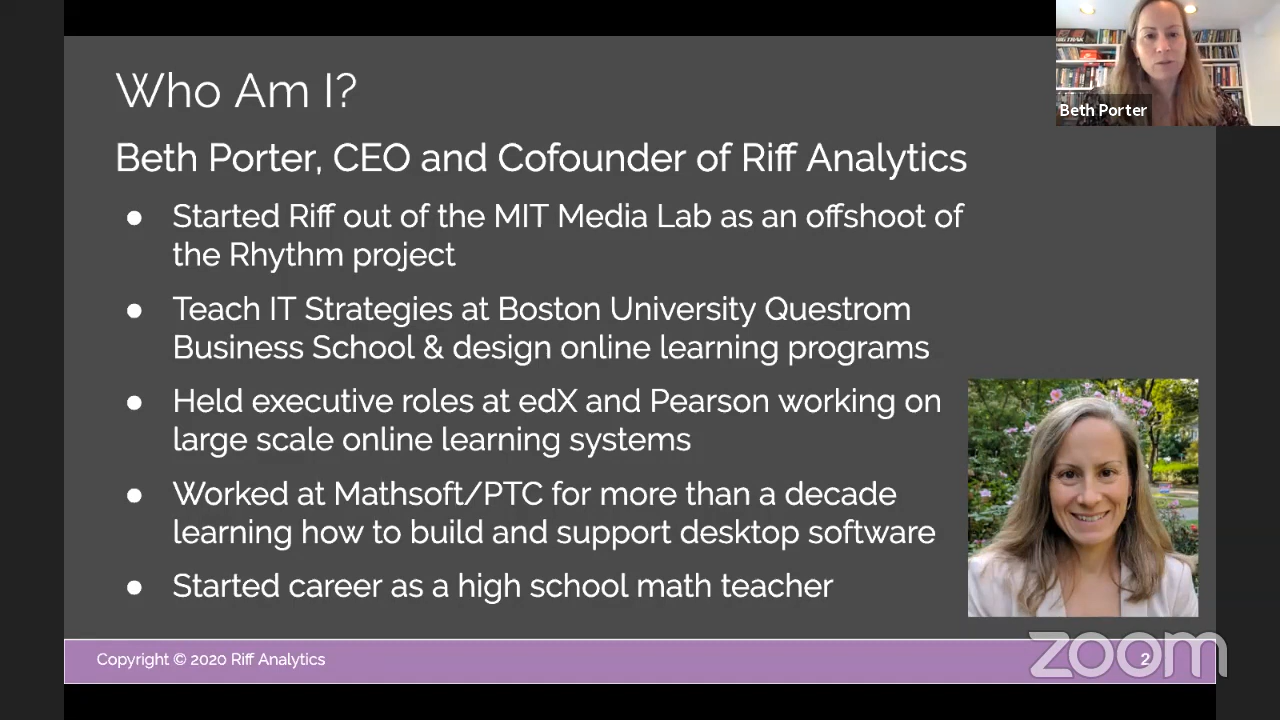 Who Am I?
Beth Porter, CEO and Cofounder of Riff Analytics
● Started Riff out of the MIT Media Lab as an offshoot of
the Rhythm project
● Teach IT Strategies at Boston University Questrom
Business School & design online learning programs
● Held executive roles at edX and Pearson working on
large scale online learning systems
● Worked at Mathsoft/PTC for more than a decade
learning how to build and support desktop software
● Started career as a high school math teacher
Copyright © 2020 Riff Analytics
2
zoom
Beth Porter